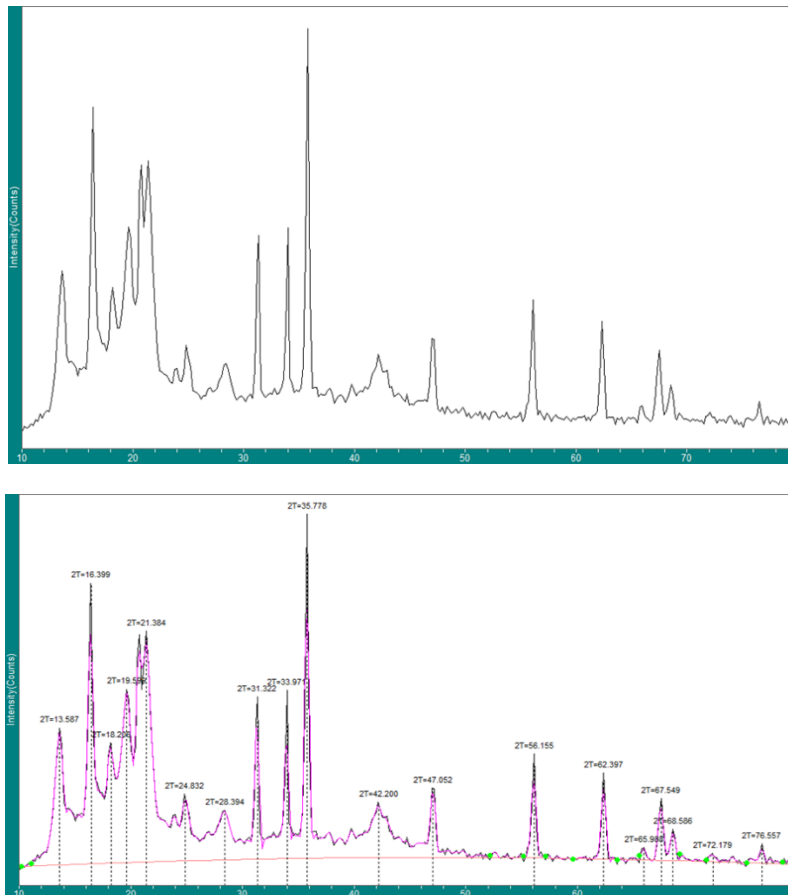 Intensity(Counts)
10 20 30 40 50 60 70
2T=35.778
2T=16.399
2T=21.384
2T=19.595
2T=31.322
2T=33.971
2T=13.587
2T=18.204
2T=56.155
2T=62.397
2T=24.832
2T=47.052
2T=67.549
2T=42.200
2T=28.394
2T=68.586
2T=65.988
2T=72.179
2T=76.557
Intensity(Counts)
10 20 30 40 50 60 70